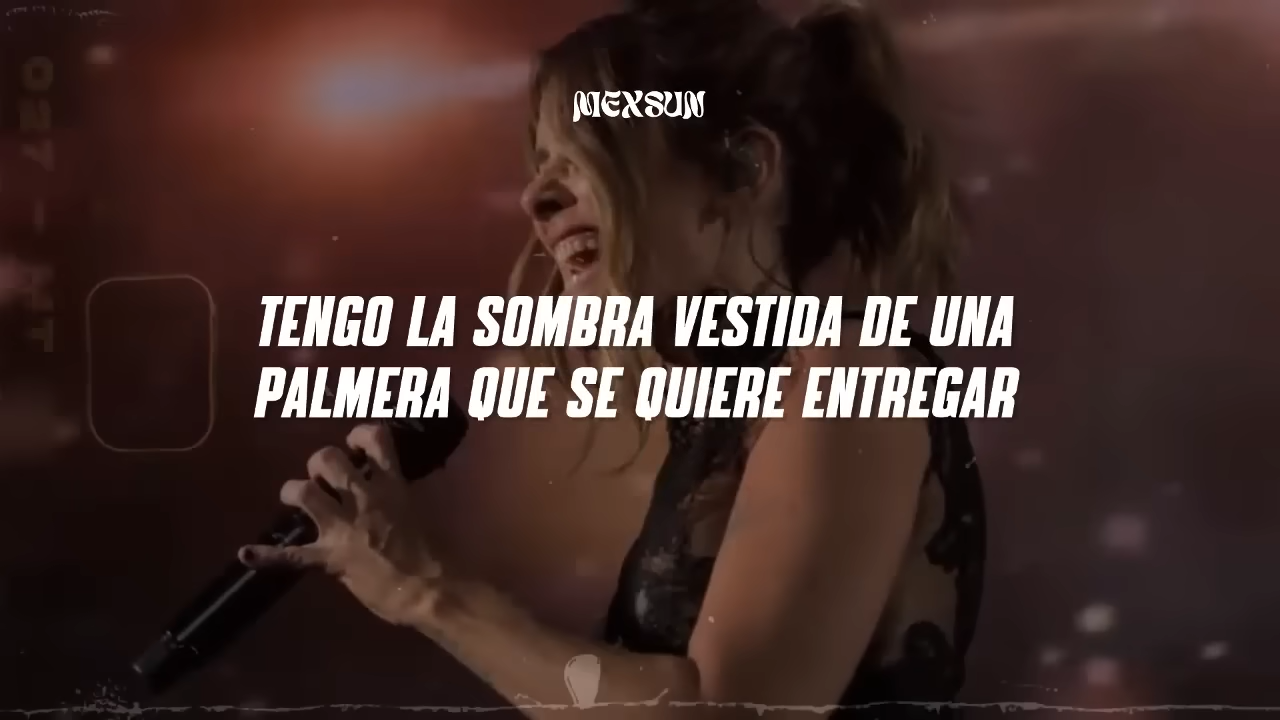 MEXSUN
TENGO LA SOMBRA VESTIDA DE UNA
PALMERA QUE SE QUIERE ENTREGAR